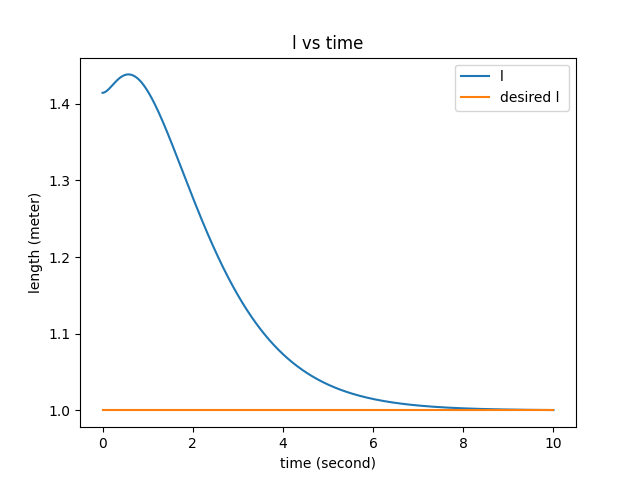 l vs time
l
desired l
length (meter)
1.4
1.3
1.2
1.1
1.0
0
2
4
6
8
10
time (second)